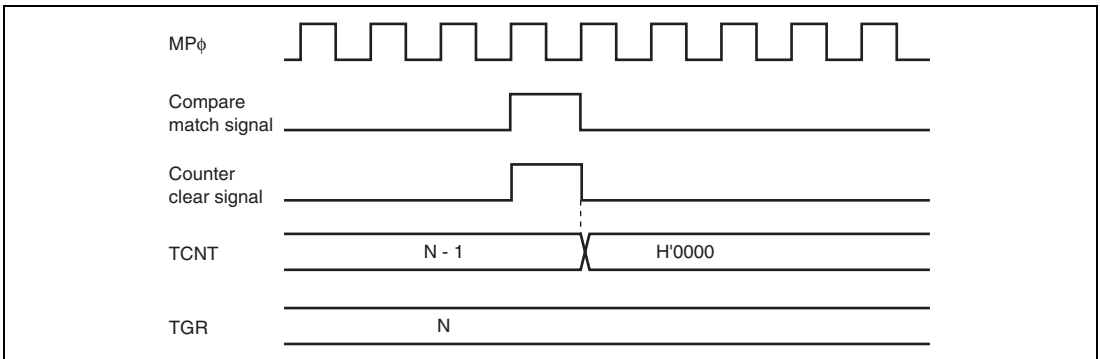 MPϕ
Compare
match signal
Counter
clear signal
TCNT
N - 1
H'0000
TGR
N